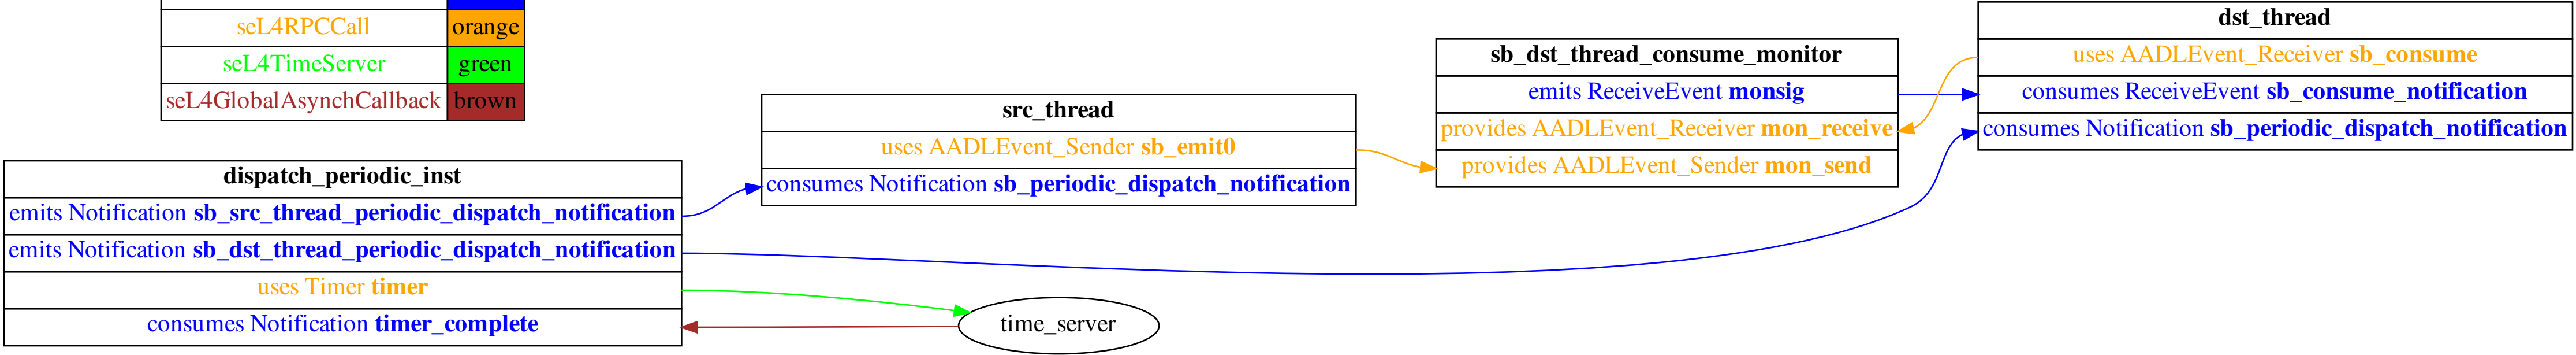 seL4RPCCall orange
seL4TimeServer green
seL4GlobalAsynchCallback brown
dispatch_periodic_inst
emits Notification sb_src_thread_periodic_dispatch_notification
emits Notification sb_dst_thread_periodic_dispatch_notification
uses Timer timer
consumes Notification timer_complete
src_thread
uses AADLEvent_Sender sb_emit0
consumes Notification sb_periodic_dispatch_notification
time_server
sb_dst_thread_consume_monitor
emits ReceiveEvent monsig
provides AADLEvent_Receiver mon_receive
provides AADLEvent_Sender mon_send
dst_thread
uses AADLEvent_Receiver sb_consume
consumes ReceiveEvent sb_consume_notification
consumes Notification sb_periodic_dispatch_notification